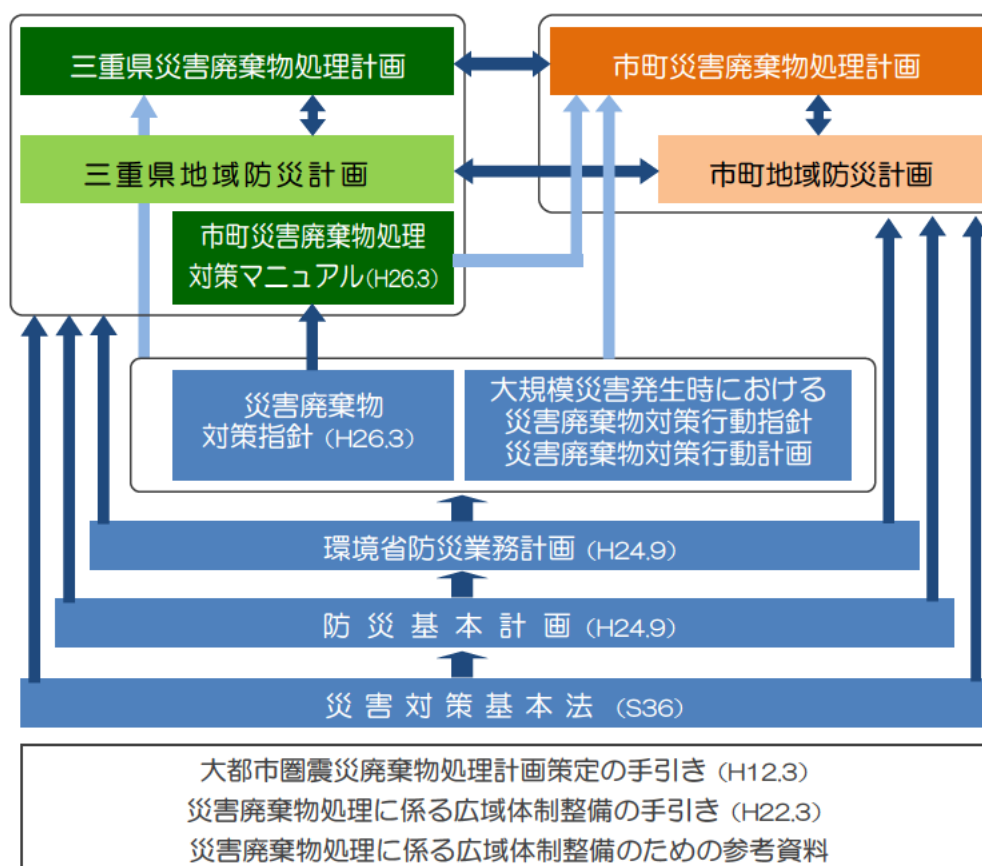 三重県災害廃棄物処理計画
市町災害廃棄物処理計画
三重県地域防災計画
市町地域防災計画
市町災害廃棄物処理
対策マニュアル(H26.3)
災害廃棄物
対策指針(H26.3)
大規模災害発生時における
災害廃棄物対策行動指針
災害廃棄物対策行動計画
環境省防災業務計画(H24.9)
防災基本計画(H24.9)
災害対策基本法(S36)
大都市圏震災廃棄物処理計画策定の手引き(H12.3)
災害廃棄物処理に係る広域体制整備の手引き(H22.3)
災害廃棄物処理に係る広域体制整備のための参考資料